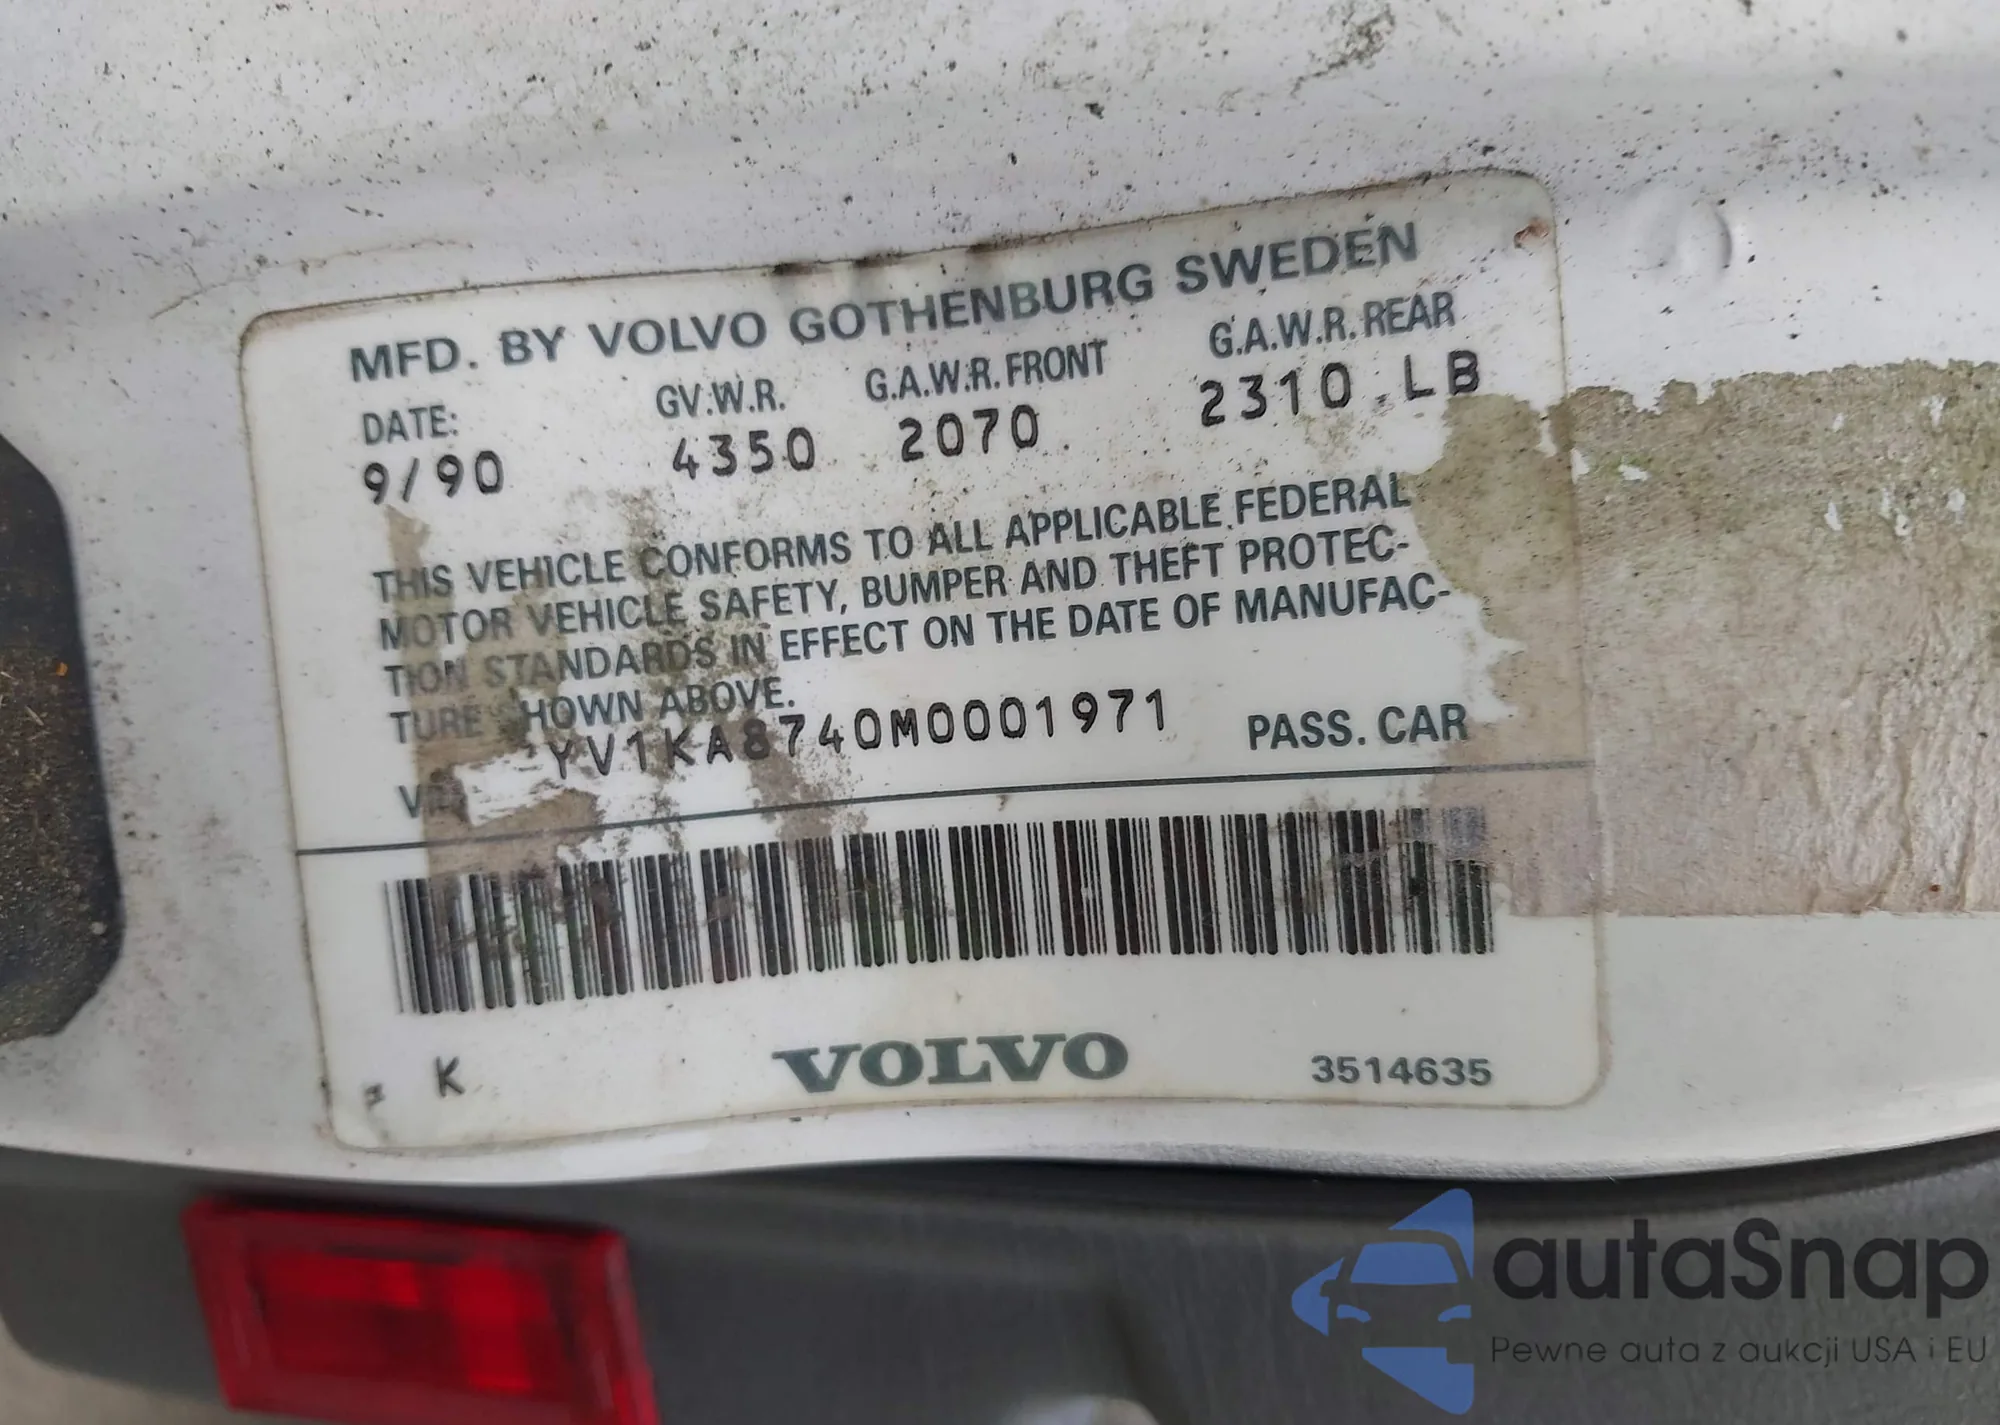 MFD. BY VOLVO GOTHENBURG SWEDEN
DATE: G.V.W.R. G.A.W.R. FRONT G.A.W.R. REAR
9/90 4350 2070 2310 LB
THIS VEHICLE CONFORMS TO ALL APPLICABLE FEDERAL
MOTOR VEHICLE SAFETY, BUMPER AND THEFT PROTEC-
TION STANDARDS IN EFFECT ON THE DATE OF MANUFAC-
TURE SHOWN ABOVE.
YV1KA8740M0001971 PASS. CAR
K VOLVO 3514635
autoSnap
Pewne auta z aukcji USA i EU